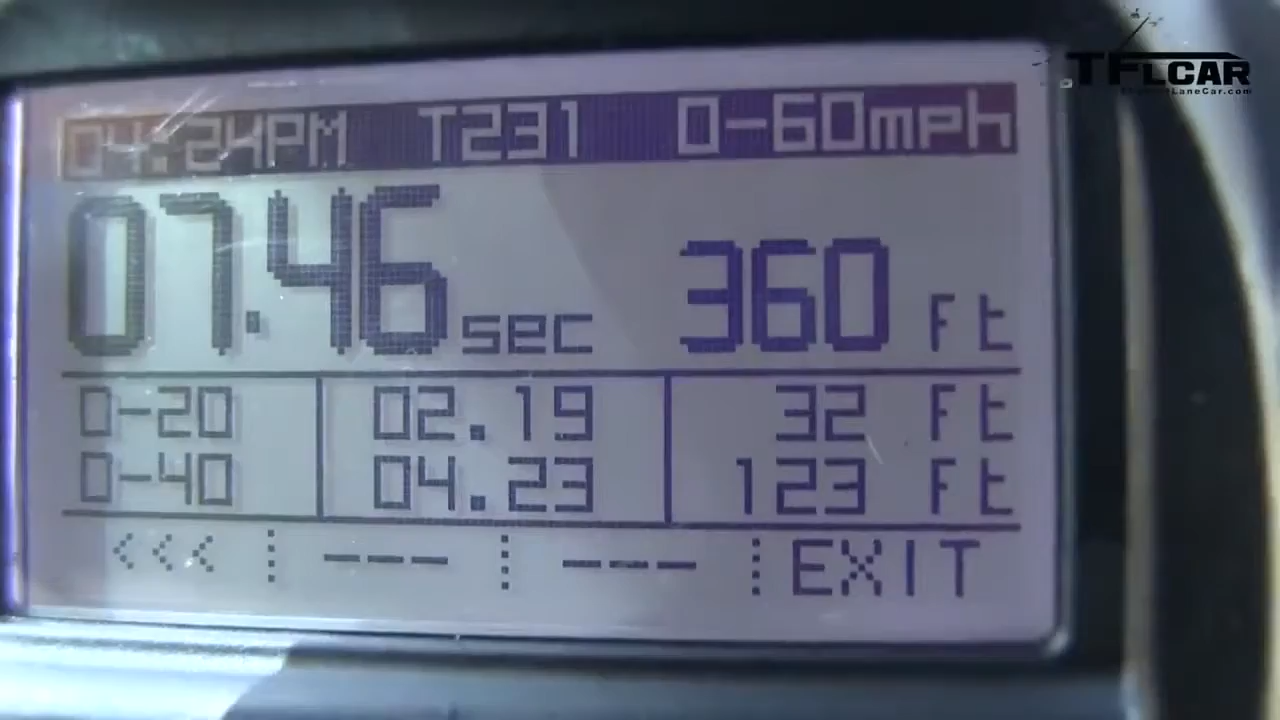 TFLCAR
TheFastLaneCar.com
04:24PM T231 0-60mph
07.46 sec 360 Ft
0-20 02.19 32 Ft
0-40 04.23 123 Ft
<<< --- --- EXIT